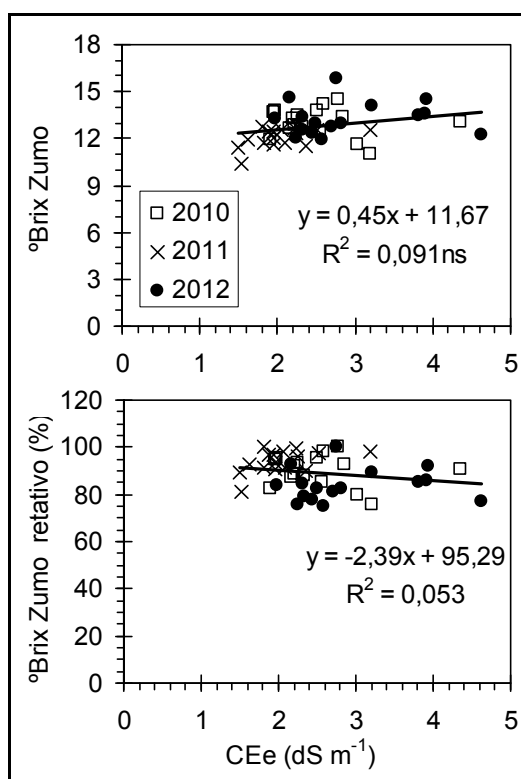 18
15
12
9
6
3
0
ºBrix Zumo
2010
2011
2012
y = 0,45x + 11,67
R² = 0,091ns
0 1 2 3 4 5
120
100
80
60
40
20
0
ºBrix Zumo retativo (%)
y = -2,39x + 95,29
R² = 0,053
0 1 2 3 4 5
CEe (dS m⁻¹)